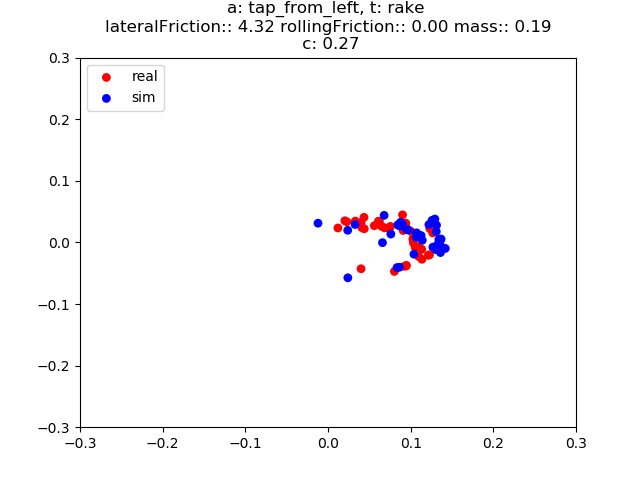 a: tap_from_left, t: rake
lateralFriction:: 4.32 rollingFriction:: 0.00 mass:: 0.19
c: 0.27
real
sim
0.3
0.2
0.1
0.0
−0.1
−0.2
−0.3
−0.3 −0.2 −0.1 0.0 0.1 0.2 0.3